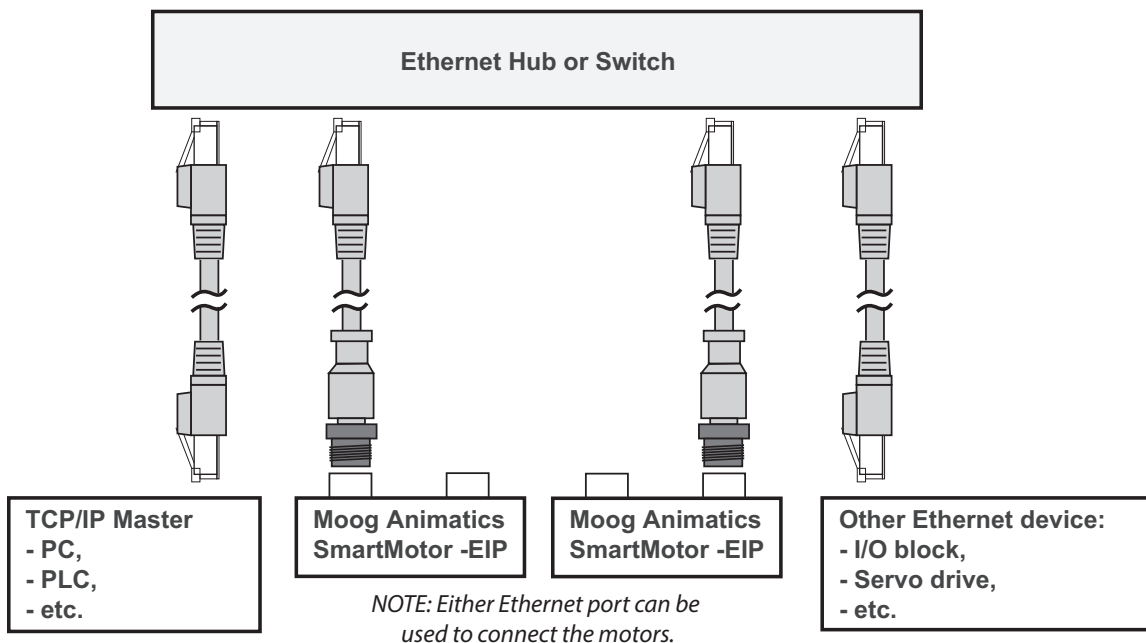 Ethernet Hub or Switch
TCP/IP Master
- PC,
- PLC,
- etc.
Moog Animatics
SmartMotor -EIP
Moog Animatics
SmartMotor -EIP
Other Ethernet device:
- I/O block,
- Servo drive,
- etc.
NOTE: Either Ethernet port can be
used to connect the motors.